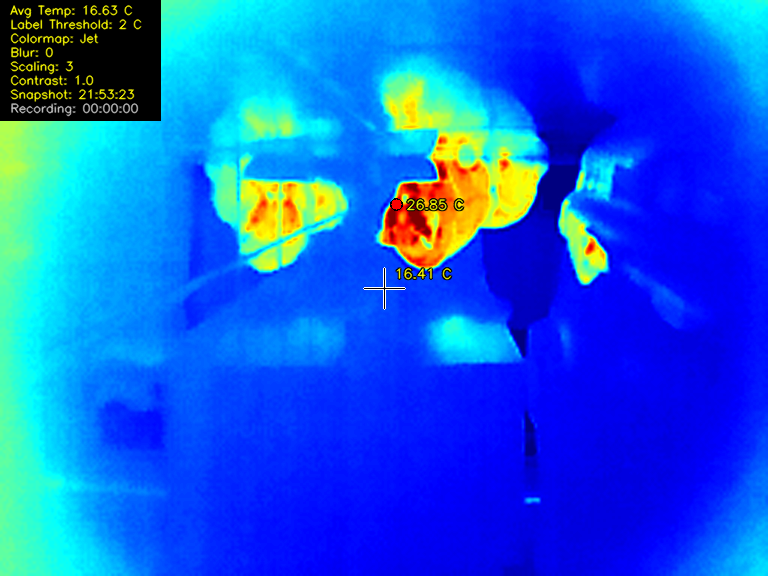 Avg Temp: 16.63 C
Label Threshold: 2 C
Colormap: Jet
Blur: 0
Scaling: 3
Contrast: 1.0
Snapshot: 21:53:23
Recording: 00:00:00
26.85 C
16.41 C